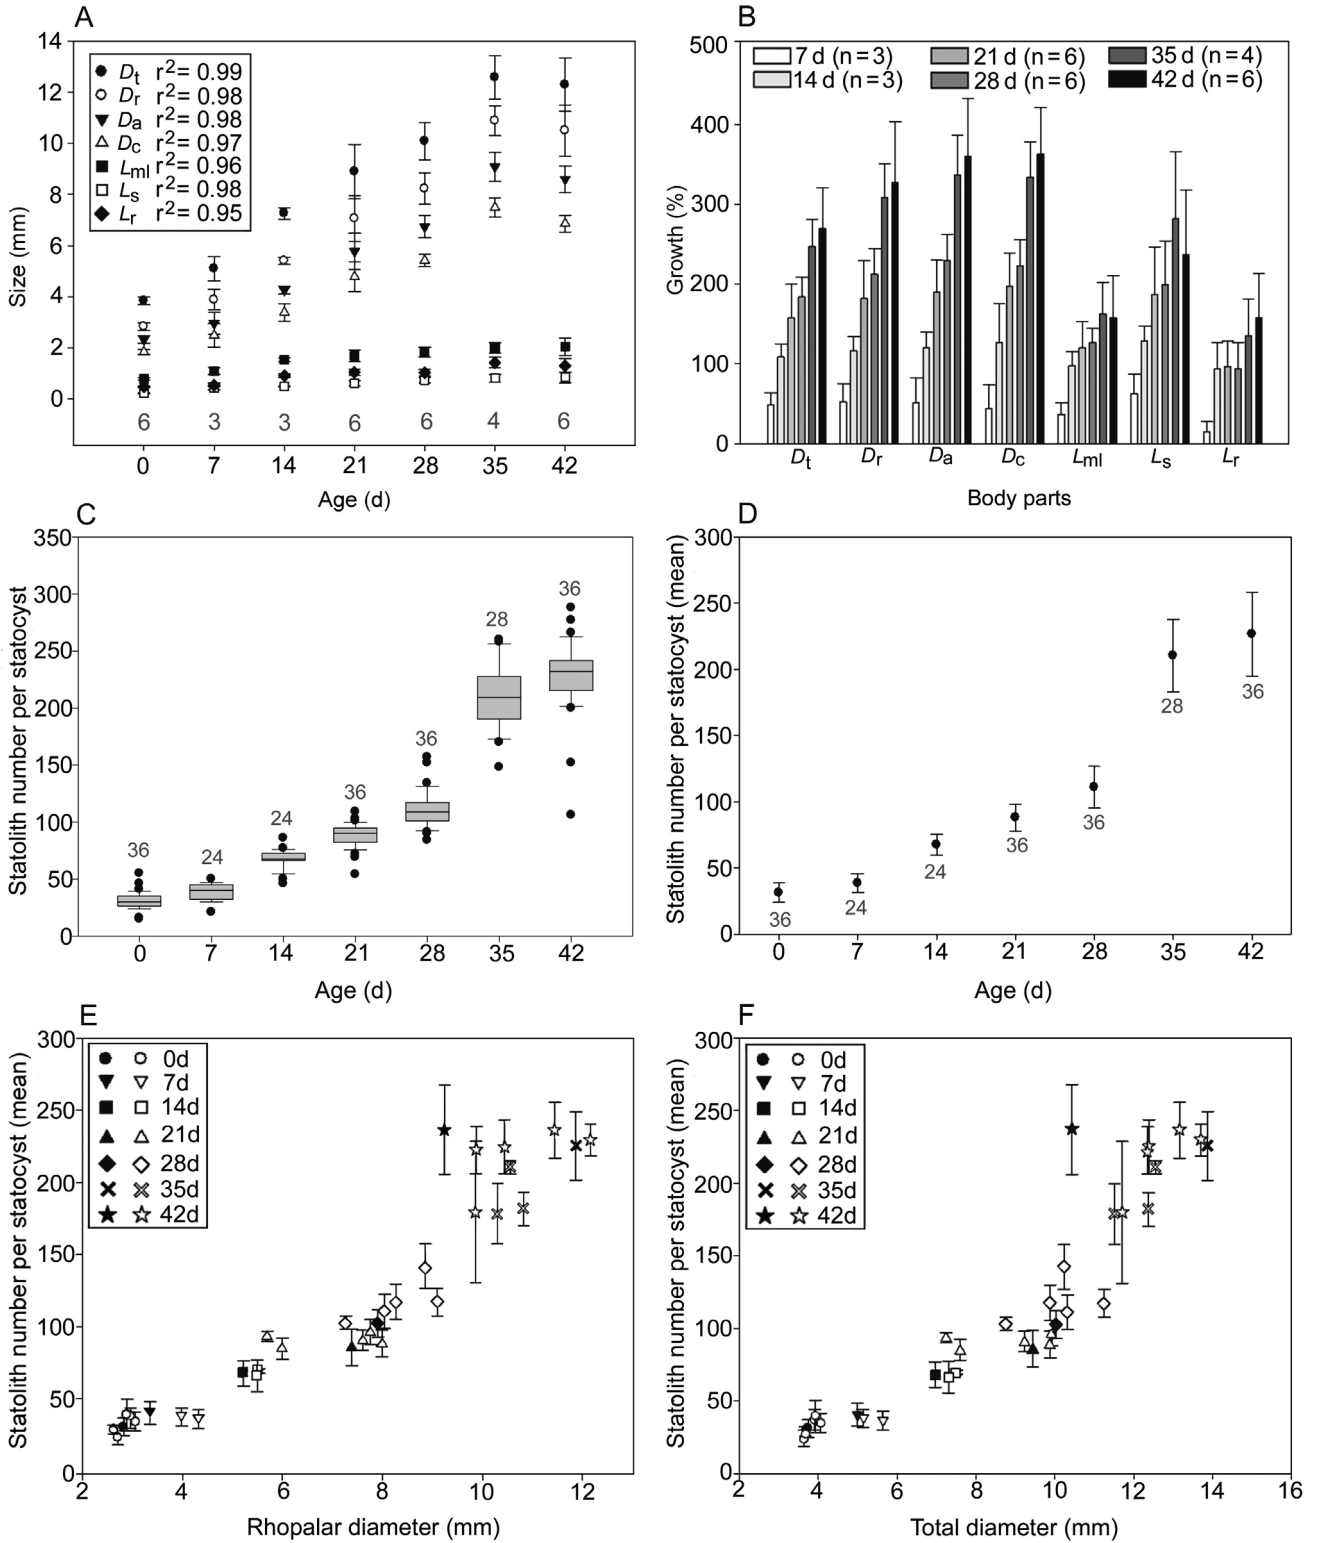 A
14
12
10
8
6
4
2
0
Size (mm)
Dt r2= 0.99
Dr r2= 0.98
Da r2= 0.98
Dc r2= 0.97
Lml r2= 0.96
Ls r2= 0.98
Lr r2= 0.95
6 3 3 6 6 4 6
0 7 14 21 28 35 42
Age (d)
B
500
400
300
200
100
0
Growth (%)
7 d (n=3) 21 d (n=6) 35 d (n=4)
14 d (n=3) 28 d (n=6) 42 d (n=6)
Dt Dr Da Dc Lml Ls Lr
Body parts
C
350
300
250
200
150
100
50
0
Statolith number per statocyst
36 24 24 36 36 28 36
0 7 14 21 28 35 42
Age (d)
D
300
250
200
150
100
50
0
Statolith number per statocyst (mean)
36 24 24 36 36 28 36
0 7 14 21 28 35 42
Age (d)
E
300
250
200
150
100
50
0
Statolith number per statocyst (mean)
0d
7d
14d
21d
28d
35d
42d
2 4 6 8 10 12
Rhopalar diameter (mm)
F
300
250
200
150
100
50
0
Statolith number per statocyst (mean)
0d
7d
14d
21d
28d
35d
42d
2 4 6 8 10 12 14 16
Total diameter (mm)